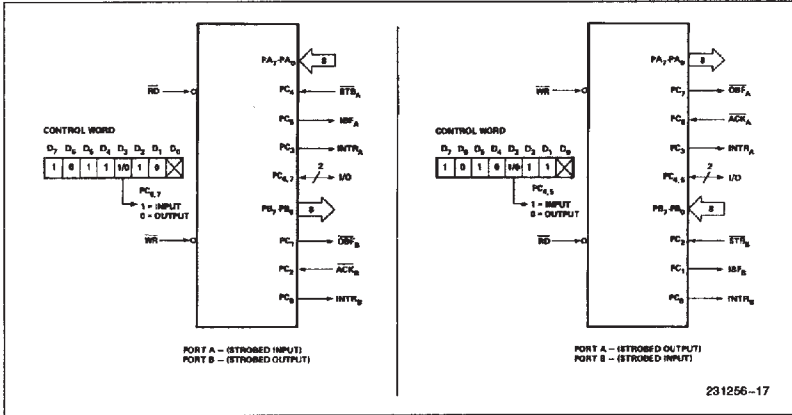 PA7-PA0 8
RD
PC4 STBA
PC5 IBFA
CONTROL WORD
D7 D6 D5 D4 D3 D2 D1 D0
1 0 1 1 1/0 1 0
PC3 INTRA
PC6,7 2 I/O
PC6,7
1 = INPUT
0 = OUTPUT
PB7-PB0 8
WR
PC1 OBFB
PC2 ACKB
PC0 INTRB
PORT A – (STROBED INPUT)
PORT B – (STROBED OUTPUT)
PA7-PA0 8
WR
PC7 OBFA
PC6 ACKA
CONTROL WORD
D7 D6 D5 D4 D3 D2 D1 D0
1 0 1 0 1/0 1 1
PC3 INTRA
PC4,5 2 I/O
PC4,5
1 = INPUT
0 = OUTPUT
PB7-PB0 8
RD
PC2 STBB
PC1 IBFB
PC0 INTRB
PORT A – (STROBED OUTPUT)
PORT B – (STROBED INPUT)
231256-17